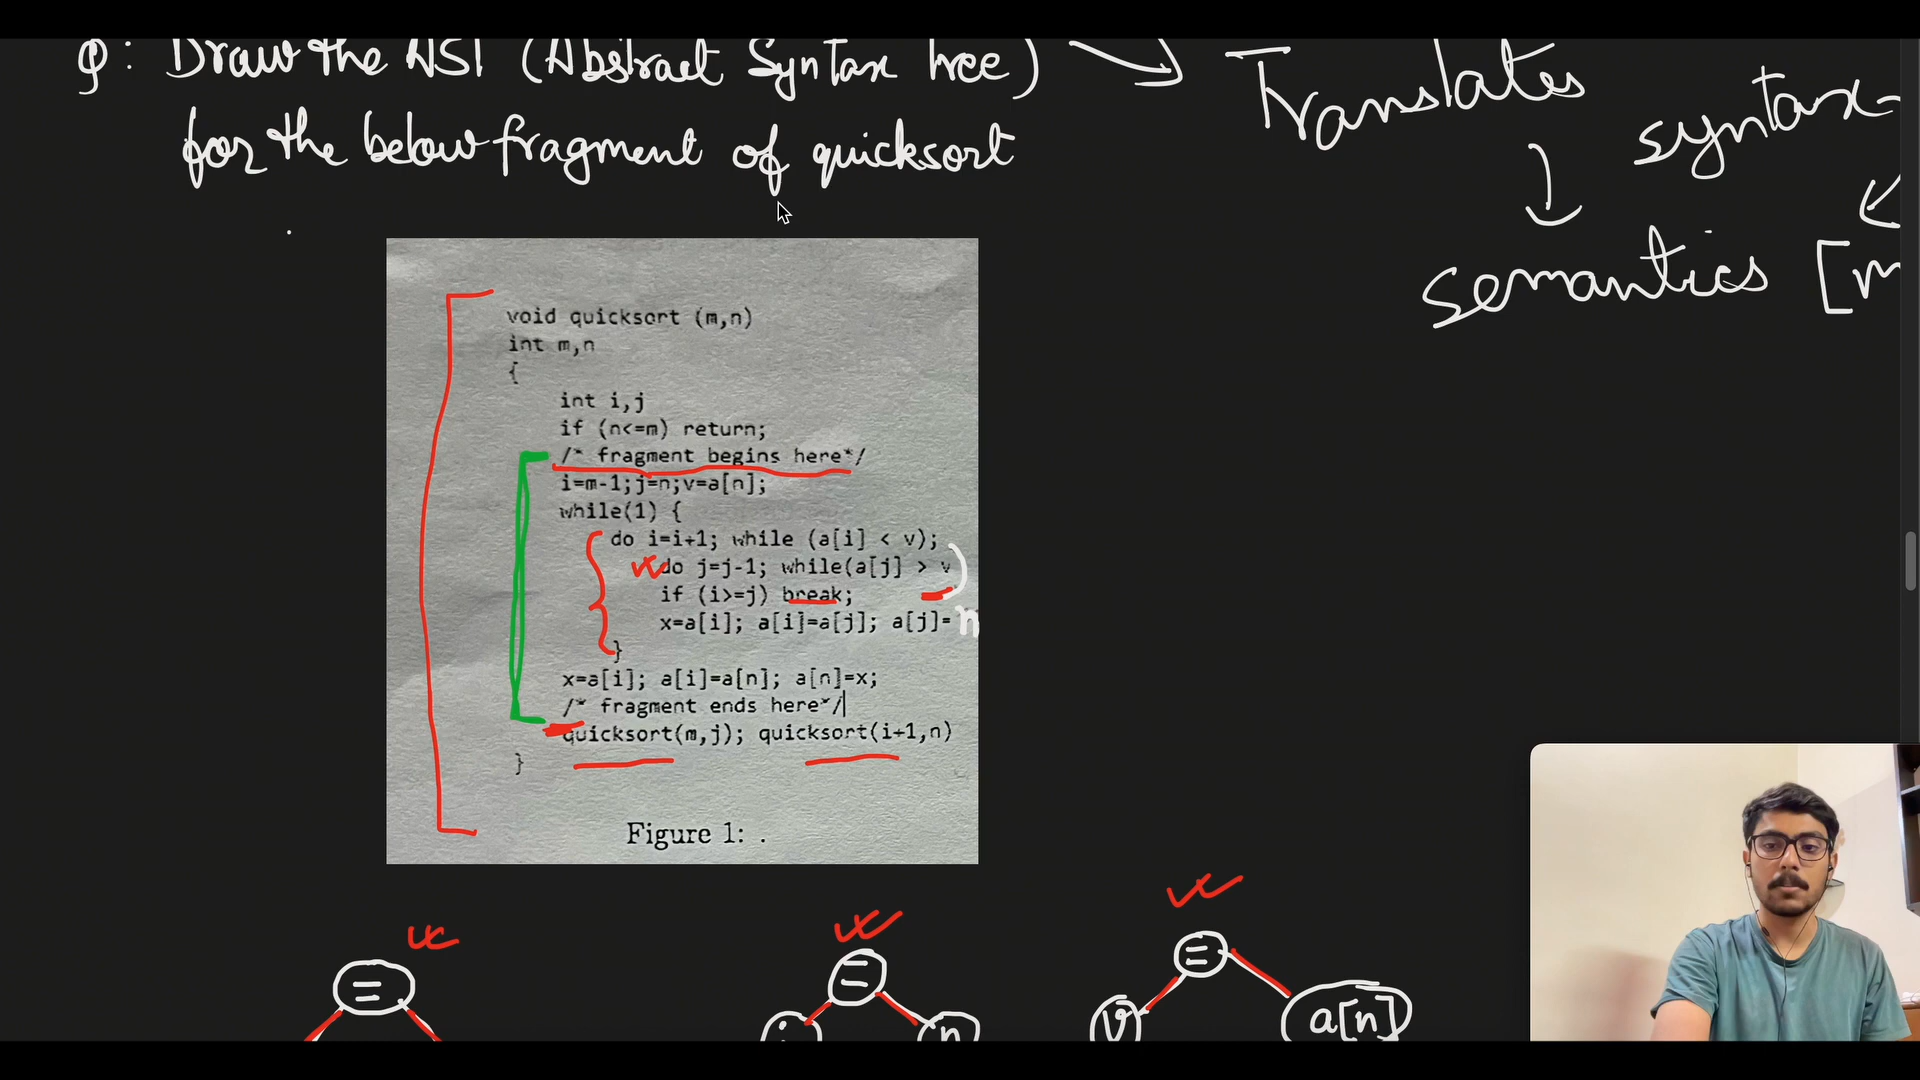 Q: Draw the AST (Abstract Syntax tree)
for the below fragment of quicksort
Translates
syntax-
semantics [m
void quicksort (m,n)
int m,n
{
int i,j
if (n<=m) return;
/* fragment begins here*/
i=m-1;j=n;v=a[n];
while(1) {
do i=i+1; while (a[i] < v);
do j=j-1; while(a[j] > v)
if (i>=j) break;
x=a[i]; a[i]=a[j]; a[j]= n
}
x=a[i]; a[i]=a[n]; a[n]=x;
/* fragment ends here*/
quicksort(m,j); quicksort(i+1,n)
}
Figure 1: .
= = =
n v a[n]